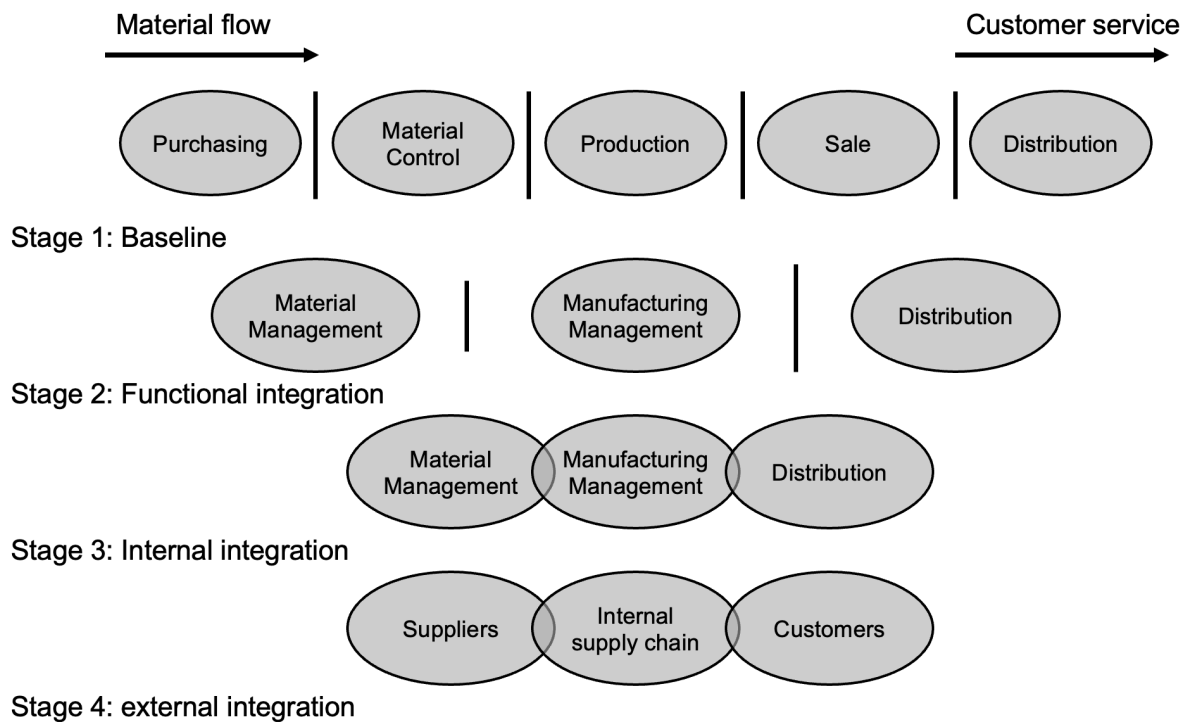 Material flow
Customer service
Purchasing
Material
Control
Production
Sale
Distribution
Stage 1: Baseline
Material
Management
Manufacturing
Management
Distribution
Stage 2: Functional integration
Material
Management
Manufacturing
Management
Distribution
Stage 3: Internal integration
Suppliers
Internal
supply chain
Customers
Stage 4: external integration